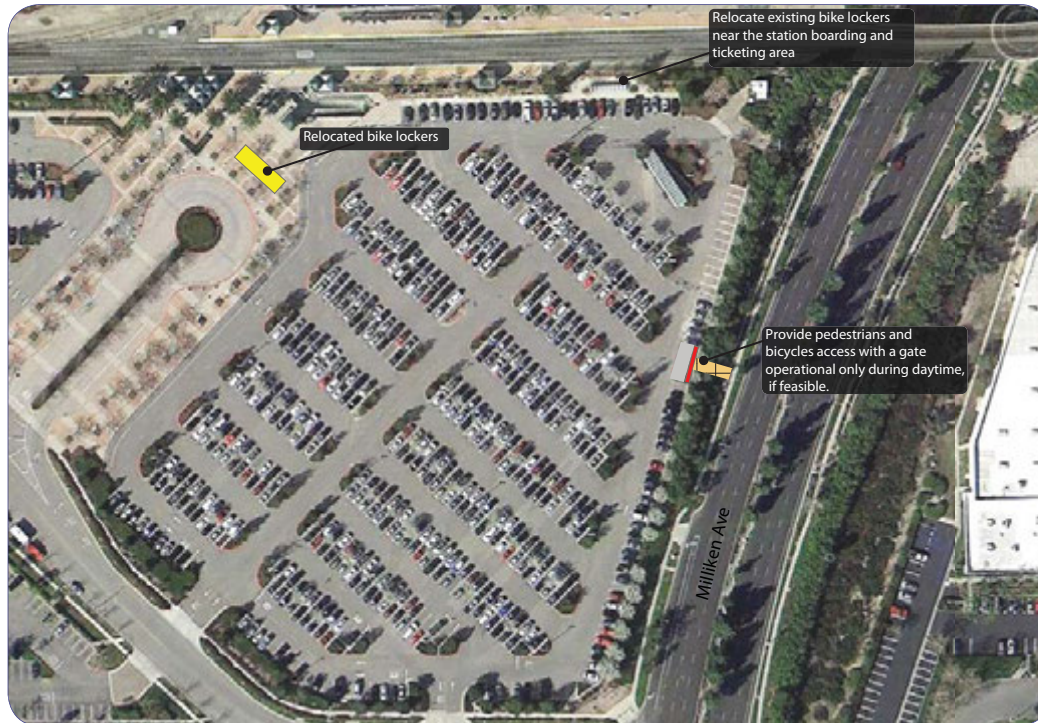 Relocate existing bike lockers
near the station boarding and
ticketing area
Relocated bike lockers
Provide pedestrians and
bicycles access with a gate
operational only during daytime,
if feasible.
Milliken Ave